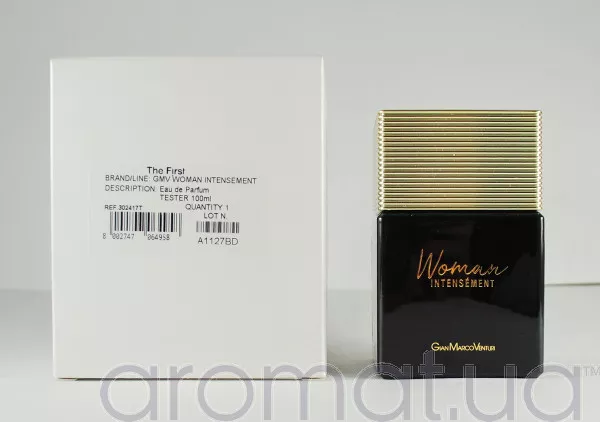 The First
BRAND/LINE: GMV WOMAN INTENSEMENT
DESCRIPTION: Eau de Parfum
TESTER 100ml
REF. 302417T QUANTITY 1
LOT N.
8 002747 064958
A1127BD
Woman
INTENSÉMENT
GIANMARCOVENTURI
aromat.ua™